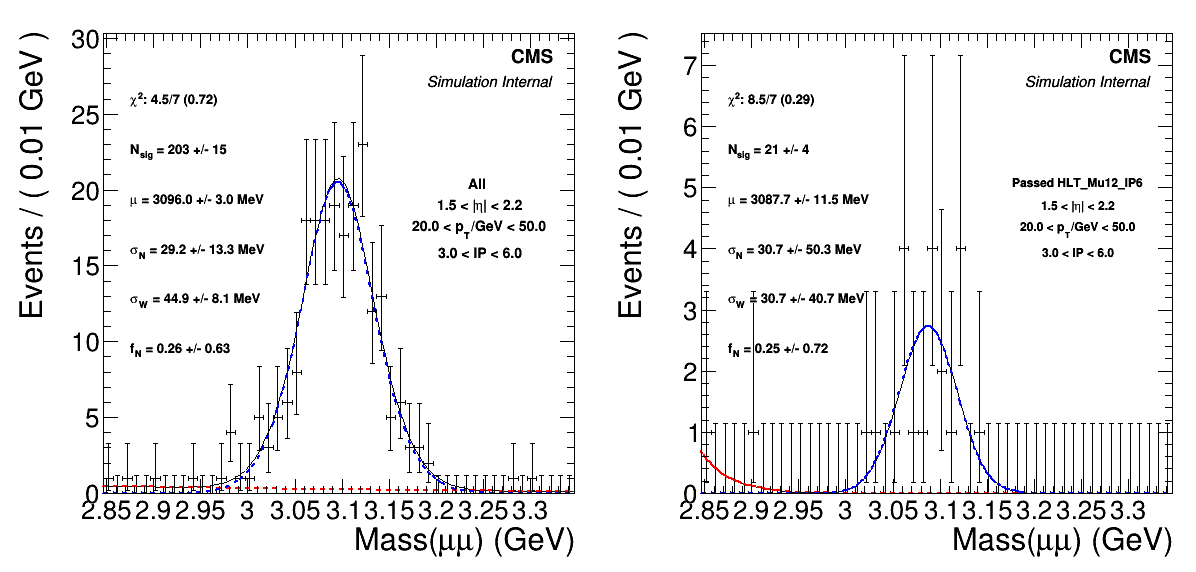 30
25
20
15
10
5
0
Events / ( 0.01 GeV )
CMS
Simulation Internal
χ²: 4.5/7 (0.72)
N_sig = 203 +/- 15
μ = 3096.0 +/- 3.0 MeV
σ_N = 29.2 +/- 13.3 MeV
σ_W = 44.9 +/- 8.1 MeV
f_N = 0.26 +/- 0.63
All
1.5 < |η| < 2.2
20.0 < p_T/GeV < 50.0
3.0 < IP < 6.0
2.85 2.9 2.95 3 3.05 3.1 3.15 3.2 3.25 3.3
Mass(μμ) (GeV)
7
6
5
4
3
2
1
0
Events / ( 0.01 GeV )
CMS
Simulation Internal
χ²: 8.5/7 (0.29)
N_sig = 21 +/- 4
μ = 3087.7 +/- 11.5 MeV
σ_N = 30.7 +/- 50.3 MeV
σ_W = 30.7 +/- 40.7 MeV
f_N = 0.25 +/- 0.72
Passed HLT_Mu12_IP6
1.5 < |η| < 2.2
20.0 < p_T/GeV < 50.0
3.0 < IP < 6.0
2.85 2.9 2.95 3 3.05 3.1 3.15 3.2 3.25 3.3
Mass(μμ) (GeV)